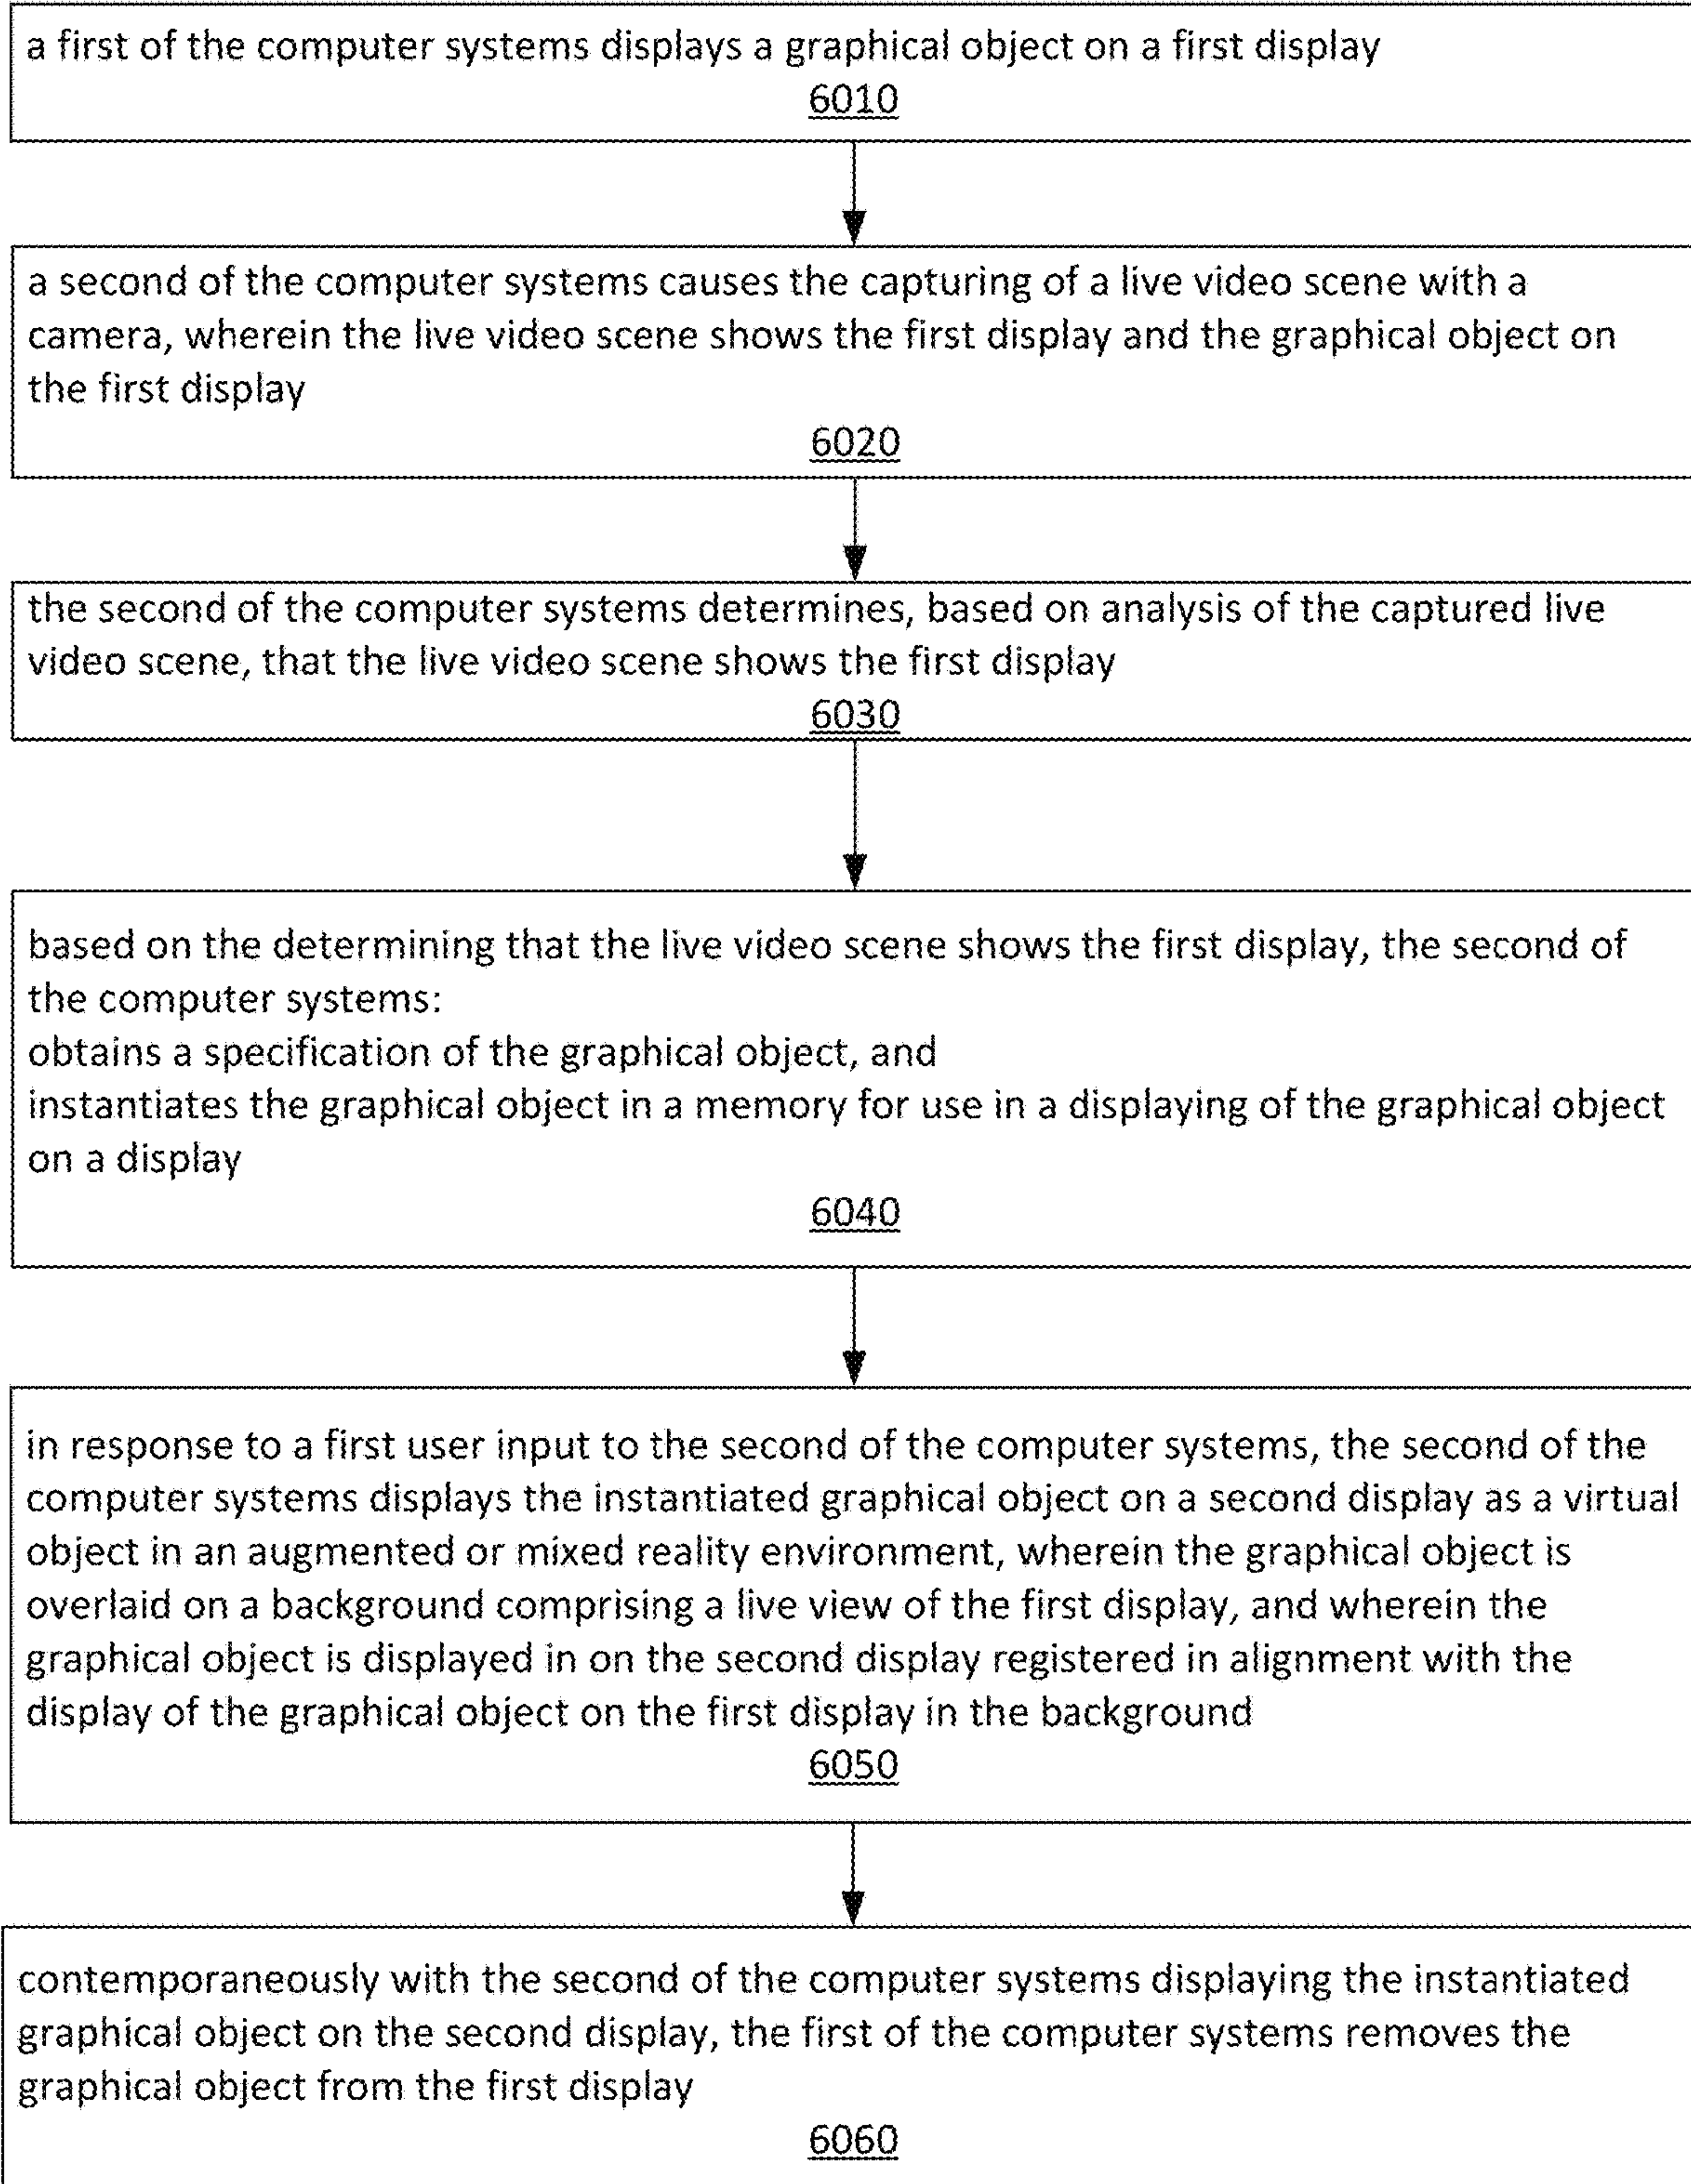 a first of the computer systems displays a graphical object on a first display
6010
a second of the computer systems causes the capturing of a live video scene with a
camera, wherein the live video scene shows the first display and the graphical object on
the first display
6020
the second of the computer systems determines, based on analysis of the captured live
video scene, that the live video scene shows the first display
6030
based on the determining that the live video scene shows the first display, the second of
the computer systems:
obtains a specification of the graphical object, and
instantiates the graphical object in a memory for use in a displaying of the graphical object
on a display
6040
in response to a first user input to the second of the computer systems, the second of the
computer systems displays the instantiated graphical object on a second display as a virtual
object in an augmented or mixed reality environment, wherein the graphical object is
overlaid on a background comprising a live view of the first display, and wherein the
graphical object is displayed in on the second display registered in alignment with the
display of the graphical object on the first display in the background
6050
contemporaneously with the second of the computer systems displaying the instantiated
graphical object on the second display, the first of the computer systems removes the
graphical object from the first display
6060